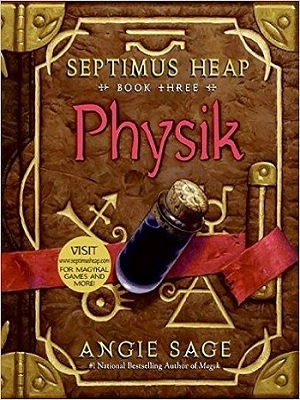 SEPTIMUS HEAP
BOOK THREE
Physik
VISIT
www.septimusheap.com
FOR MAGYKAL
GAMES AND
MORE!
ANGIE SAGE
#1 National Bestselling Author of Magyk